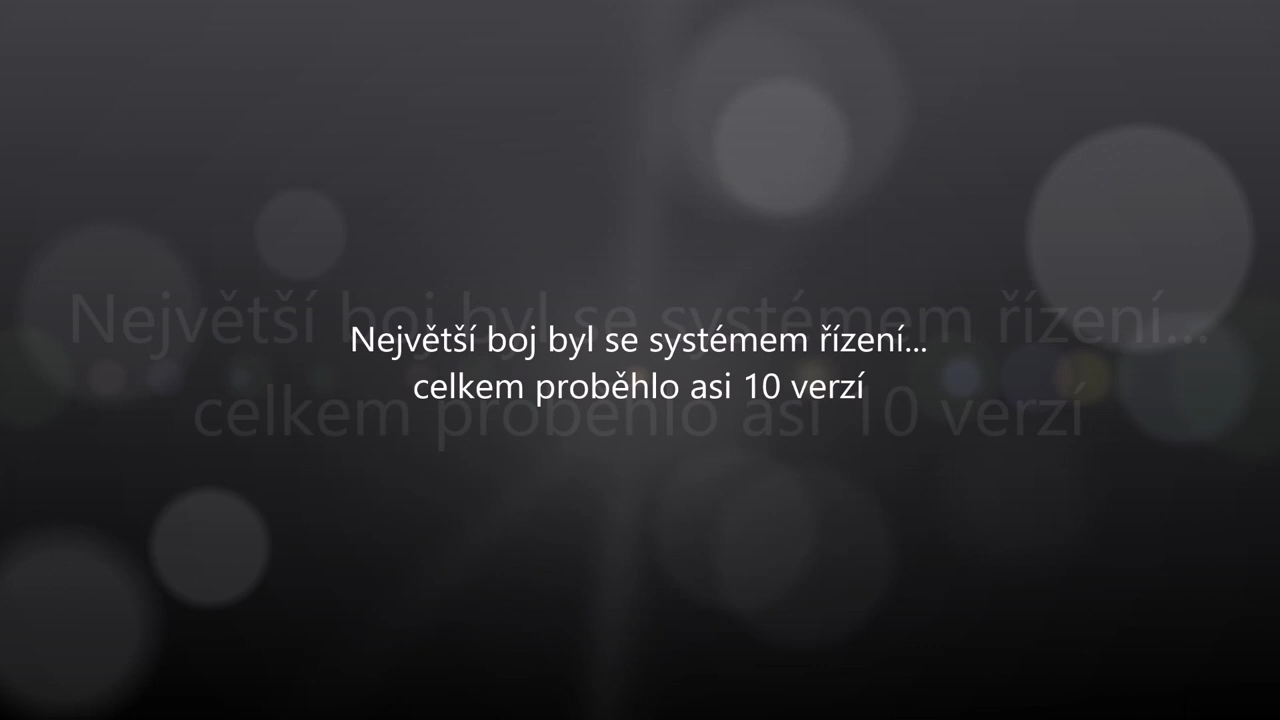 Největší boj byl se systémem řízení...
celkem proběhlo asi 10 verzí